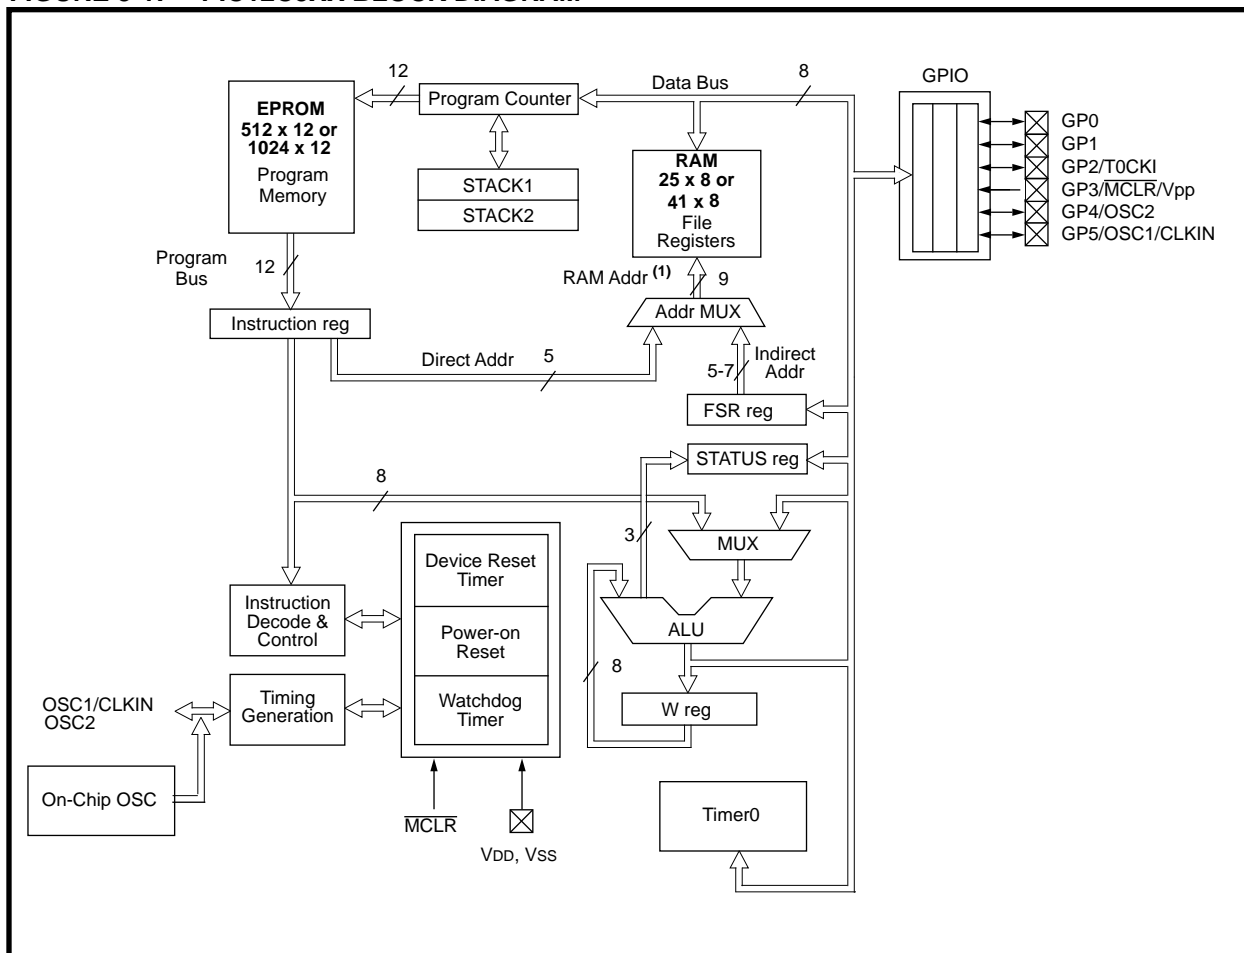 12
Data Bus
8
GPIO
EPROM
512 x 12 or
1024 x 12
Program
Memory
Program Counter
STACK1
STACK2
RAM
25 x 8 or
41 x 8
File
Registers
GP0
GP1
GP2/T0CKI
GP3/MCLR/Vpp
GP4/OSC2
GP5/OSC1/CLKIN
Program
Bus
12
RAM Addr (1)
9
Instruction reg
Addr MUX
Direct Addr
5
5-7
Indirect
Addr
FSR reg
STATUS reg
8
3
MUX
Device Reset
Timer
Instruction
Decode &
Control
Power-on
Reset
ALU
8
OSC1/CLKIN
OSC2
Timing
Generation
Watchdog
Timer
W reg
On-Chip OSC
MCLR
VDD, VSS
Timer0